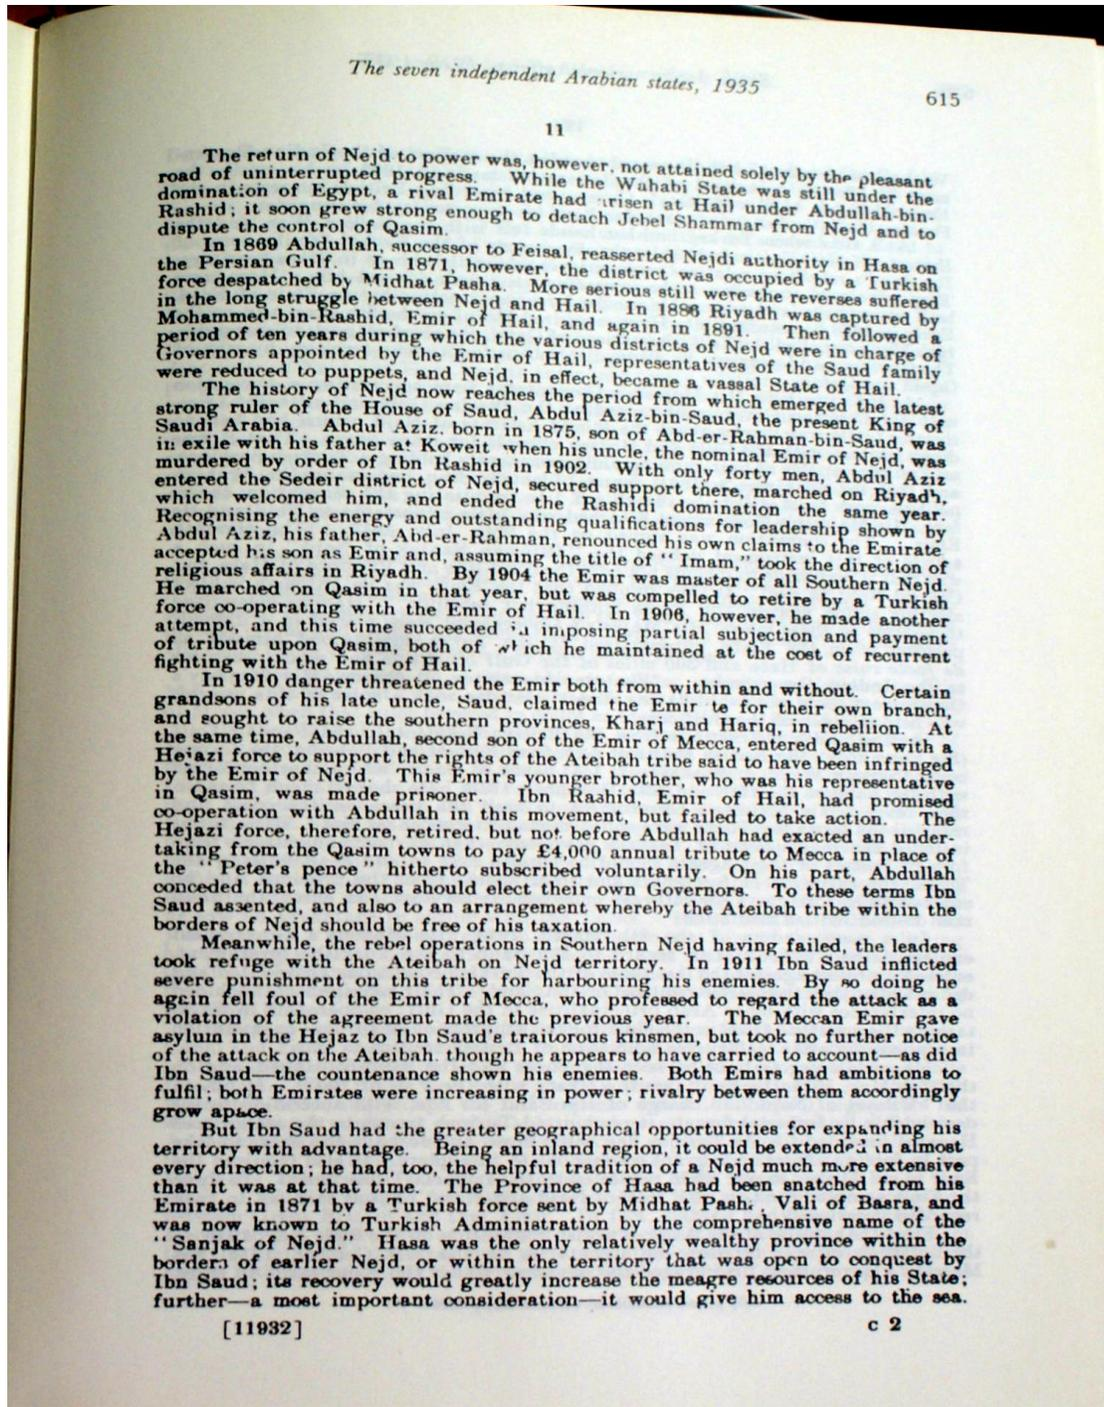 The seven independent Arabian states, 1935
615
11
The return of Nejd to power was, however, not attained solely by the pleasant
road of uninterrupted progress. While the Wahabi State was still under the
domination of Egypt, a rival Emirate had arisen at Hail under Abdullah-bin-
Rashid; it soon grew strong enough to detach Jebel Shammar from Nejd and to
dispute the control of Qasim.
In 1869 Abdullah, successor to Feisal, reasserted Nejdi authority in Hasa on
the Persian Gulf. In 1871, however, the district was occupied by a Turkish
force despatched by Midhat Pasha. More serious still were the reverses suffered
in the long struggle between Nejd and Hail. In 1886 Riyadh was captured by
Mohammed-bin-Rashid, Emir of Hail, and again in 1891. Then followed a
period of ten years during which the various districts of Nejd were in charge of
Governors appointed by the Emir of Hail, representatives of the Saud family
were reduced to puppets, and Nejd, in effect, became a vassal State of Hail.
The history of Nejd now reaches the period from which emerged the latest
strong ruler of the House of Saud, Abdul Aziz-bin-Saud, the present King of
Saudi Arabia. Abdul Aziz, born in 1875, son of Abd-er-Rahman-bin-Saud, was
in exile with his father at Koweit when his uncle, the nominal Emir of Nejd, was
murdered by order of Ibn Rashid in 1902. With only forty men, Abdul Aziz
entered the Sedeir district of Nejd, secured support there, marched on Riyadh,
which welcomed him, and ended the Rashidi domination the same year.
Recognising the energy and outstanding qualifications for leadership shown by
Abdul Aziz, his father, Abd-er-Rahman, renounced his own claims to the Emirate
accepted his son as Emir and, assuming the title of "Imam," took the direction of
religious affairs in Riyadh. By 1904 the Emir was master of all Southern Nejd.
He marched on Qasim in that year, but was compelled to retire by a Turkish
force co-operating with the Emir of Hail. In 1906, however, he made another
attempt, and this time succeeded in imposing partial subjection and payment
of tribute upon Qasim, both of which he maintained at the cost of recurrent
fighting with the Emir of Hail.
In 1910 danger threatened the Emir both from within and without. Certain
grandsons of his late uncle, Saud, claimed the Emirate for their own branch,
and sought to raise the southern provinces, Kharj and Hariq, in rebellion. At
the same time, Abdullah, second son of the Emir of Mecca, entered Qasim with a
Hejazi force to support the rights of the Ateibah tribe said to have been infringed
by the Emir of Nejd. This Emir's younger brother, who was his representative
in Qasim, was made prisoner. Ibn Rashid, Emir of Hail, had promised
co-operation with Abdullah in this movement, but failed to take action. The
Hejazi force, therefore, retired, but not before Abdullah had exacted an under-
taking from the Qasim towns to pay £4,000 annual tribute to Mecca in place of
the "Peter's pence" hitherto subscribed voluntarily. On his part, Abdullah
conceded that the towns should elect their own Governors. To these terms Ibn
Saud assented, and also to an arrangement whereby the Ateibah tribe within the
borders of Nejd should be free of his taxation.
Meanwhile, the rebel operations in Southern Nejd having failed, the leaders
took refuge with the Ateibah on Nejd territory. In 1911 Ibn Saud inflicted
severe punishment on this tribe for harbouring his enemies. By so doing he
again fell foul of the Emir of Mecca, who professed to regard the attack as a
violation of the agreement made the previous year. The Meccan Emir gave
asylum in the Hejaz to Ibn Saud's traitorous kinsmen, but took no further notice
of the attack on the Ateibah, though he appears to have carried to account—as did
Ibn Saud—the countenance shown his enemies. Both Emirs had ambitions to
fulfil; both Emirates were increasing in power; rivalry between them accordingly
grow apace.
But Ibn Saud had the greater geographical opportunities for expanding his
territory with advantage. Being an inland region, it could be extended in almost
every direction; he had, too, the helpful tradition of a Nejd much more extensive
than it was at that time. The Province of Hasa had been snatched from his
Emirate in 1871 by a Turkish force sent by Midhat Pasha, Vali of Basra, and
was now known to Turkish Administration by the comprehensive name of the
"Sanjak of Nejd." Hasa was the only relatively wealthy province within the
borders of earlier Nejd, or within the territory that was open to conquest by
Ibn Saud; its recovery would greatly increase the meagre resources of his State;
further—a most important consideration—it would give him access to the sea.
[11932]
c 2